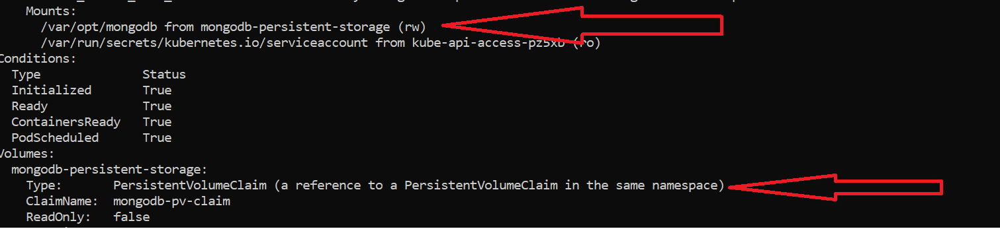 Mounts:
/var/opt/mongodb from mongodb-persistent-storage (rw)
/var/run/secrets/kubernetes.io/serviceaccount from kube-api-access-pz5xb (ro)
Conditions:
Type Status
Initialized True
Ready True
ContainersReady True
PodScheduled True
Volumes:
mongodb-persistent-storage:
Type: PersistentVolumeClaim (a reference to a PersistentVolumeClaim in the same namespace)
ClaimName: mongodb-pv-claim
ReadOnly: false